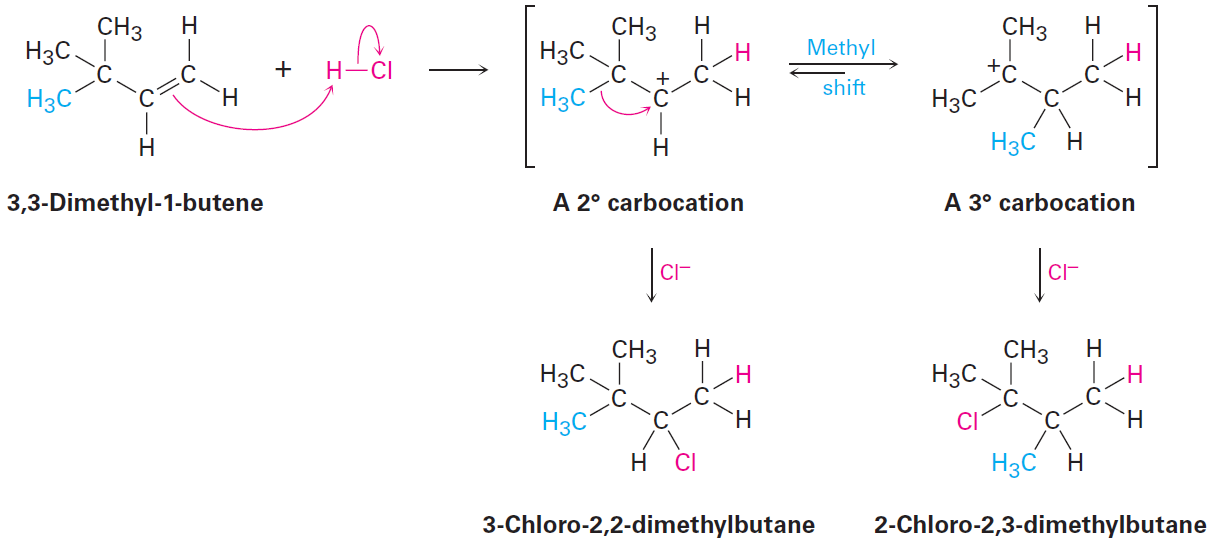 CH3 H CH3 H CH3 H
H3C C C H + H—Cl H3C C C H Methyl shift +C C H
H3C C H H3C + C H H3C C H
H H H3C H
3,3-Dimethyl-1-butene A 2° carbocation A 3° carbocation
Cl− Cl−
CH3 H CH3 H
H3C C C H H3C C C H
H3C C H Cl C H
H Cl H3C H
3-Chloro-2,2-dimethylbutane 2-Chloro-2,3-dimethylbutane